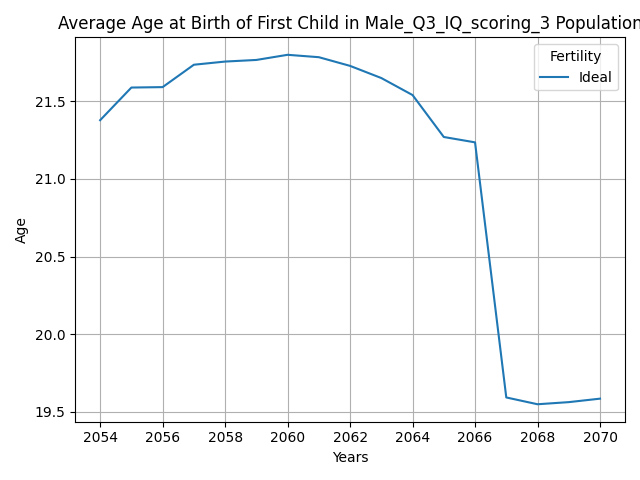 Average Age at Birth of First Child in Male_Q3_IQ_scoring_3 Population
Fertility
Ideal
21.5
21.0
20.5
20.0
19.5
Age
2054 2056 2058 2060 2062 2064 2066 2068 2070
Years